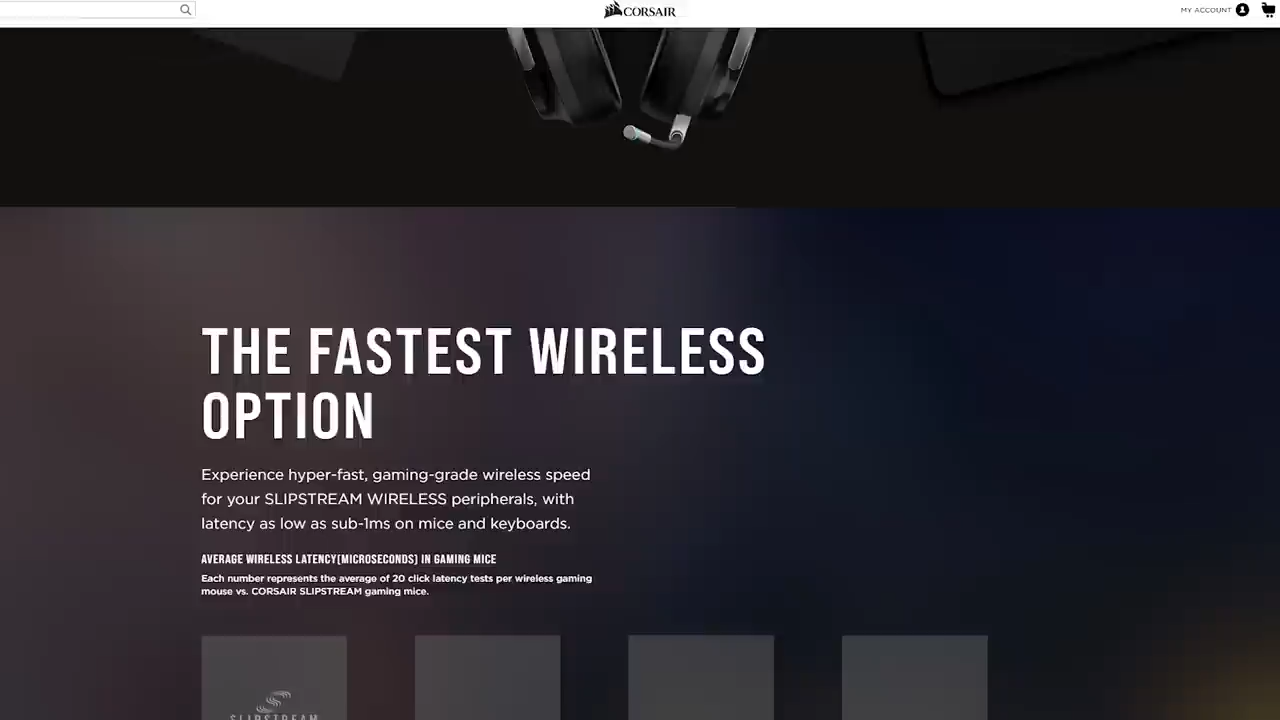 CORSAIR
MY ACCOUNT
THE FASTEST WIRELESS
OPTION
Experience hyper-fast, gaming-grade wireless speed
for your SLIPSTREAM WIRELESS peripherals, with
latency as low as sub-1ms on mice and keyboards.
AVERAGE WIRELESS LATENCY(MICROSECONDS) IN GAMING MICE
Each number represents the average of 20 click latency tests per wireless gaming
mouse vs. CORSAIR SLIPSTREAM gaming mice.
SLIPSTREAM